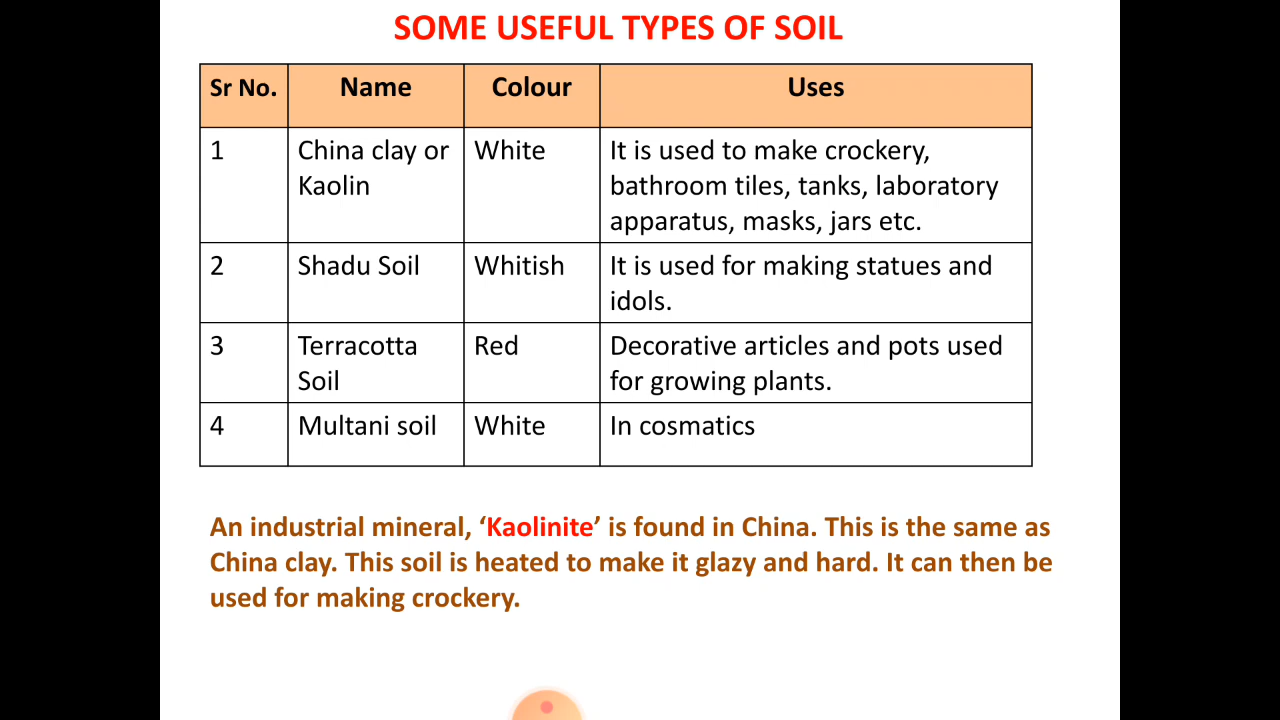 SOME USEFUL TYPES OF SOIL
Sr No. Name Colour Uses
1 China clay or Kaolin White It is used to make crockery,
bathroom tiles, tanks, laboratory
apparatus, masks, jars etc.
2 Shadu Soil Whitish It is used for making statues and
idols.
3 Terracotta Soil Red Decorative articles and pots used
for growing plants.
4 Multani soil White In cosmatics
An industrial mineral, ‘Kaolinite’ is found in China. This is the same as
China clay. This soil is heated to make it glazy and hard. It can then be
used for making crockery.